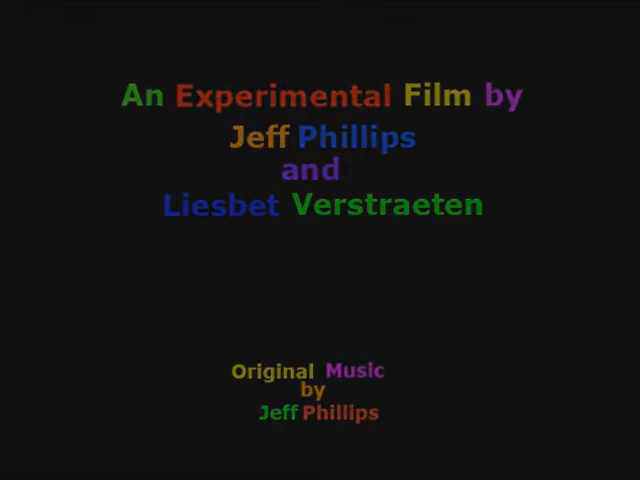 An Experimental Film by
Jeff Phillips
and
Liesbet Verstraeten
Original Music
by
Jeff Phillips